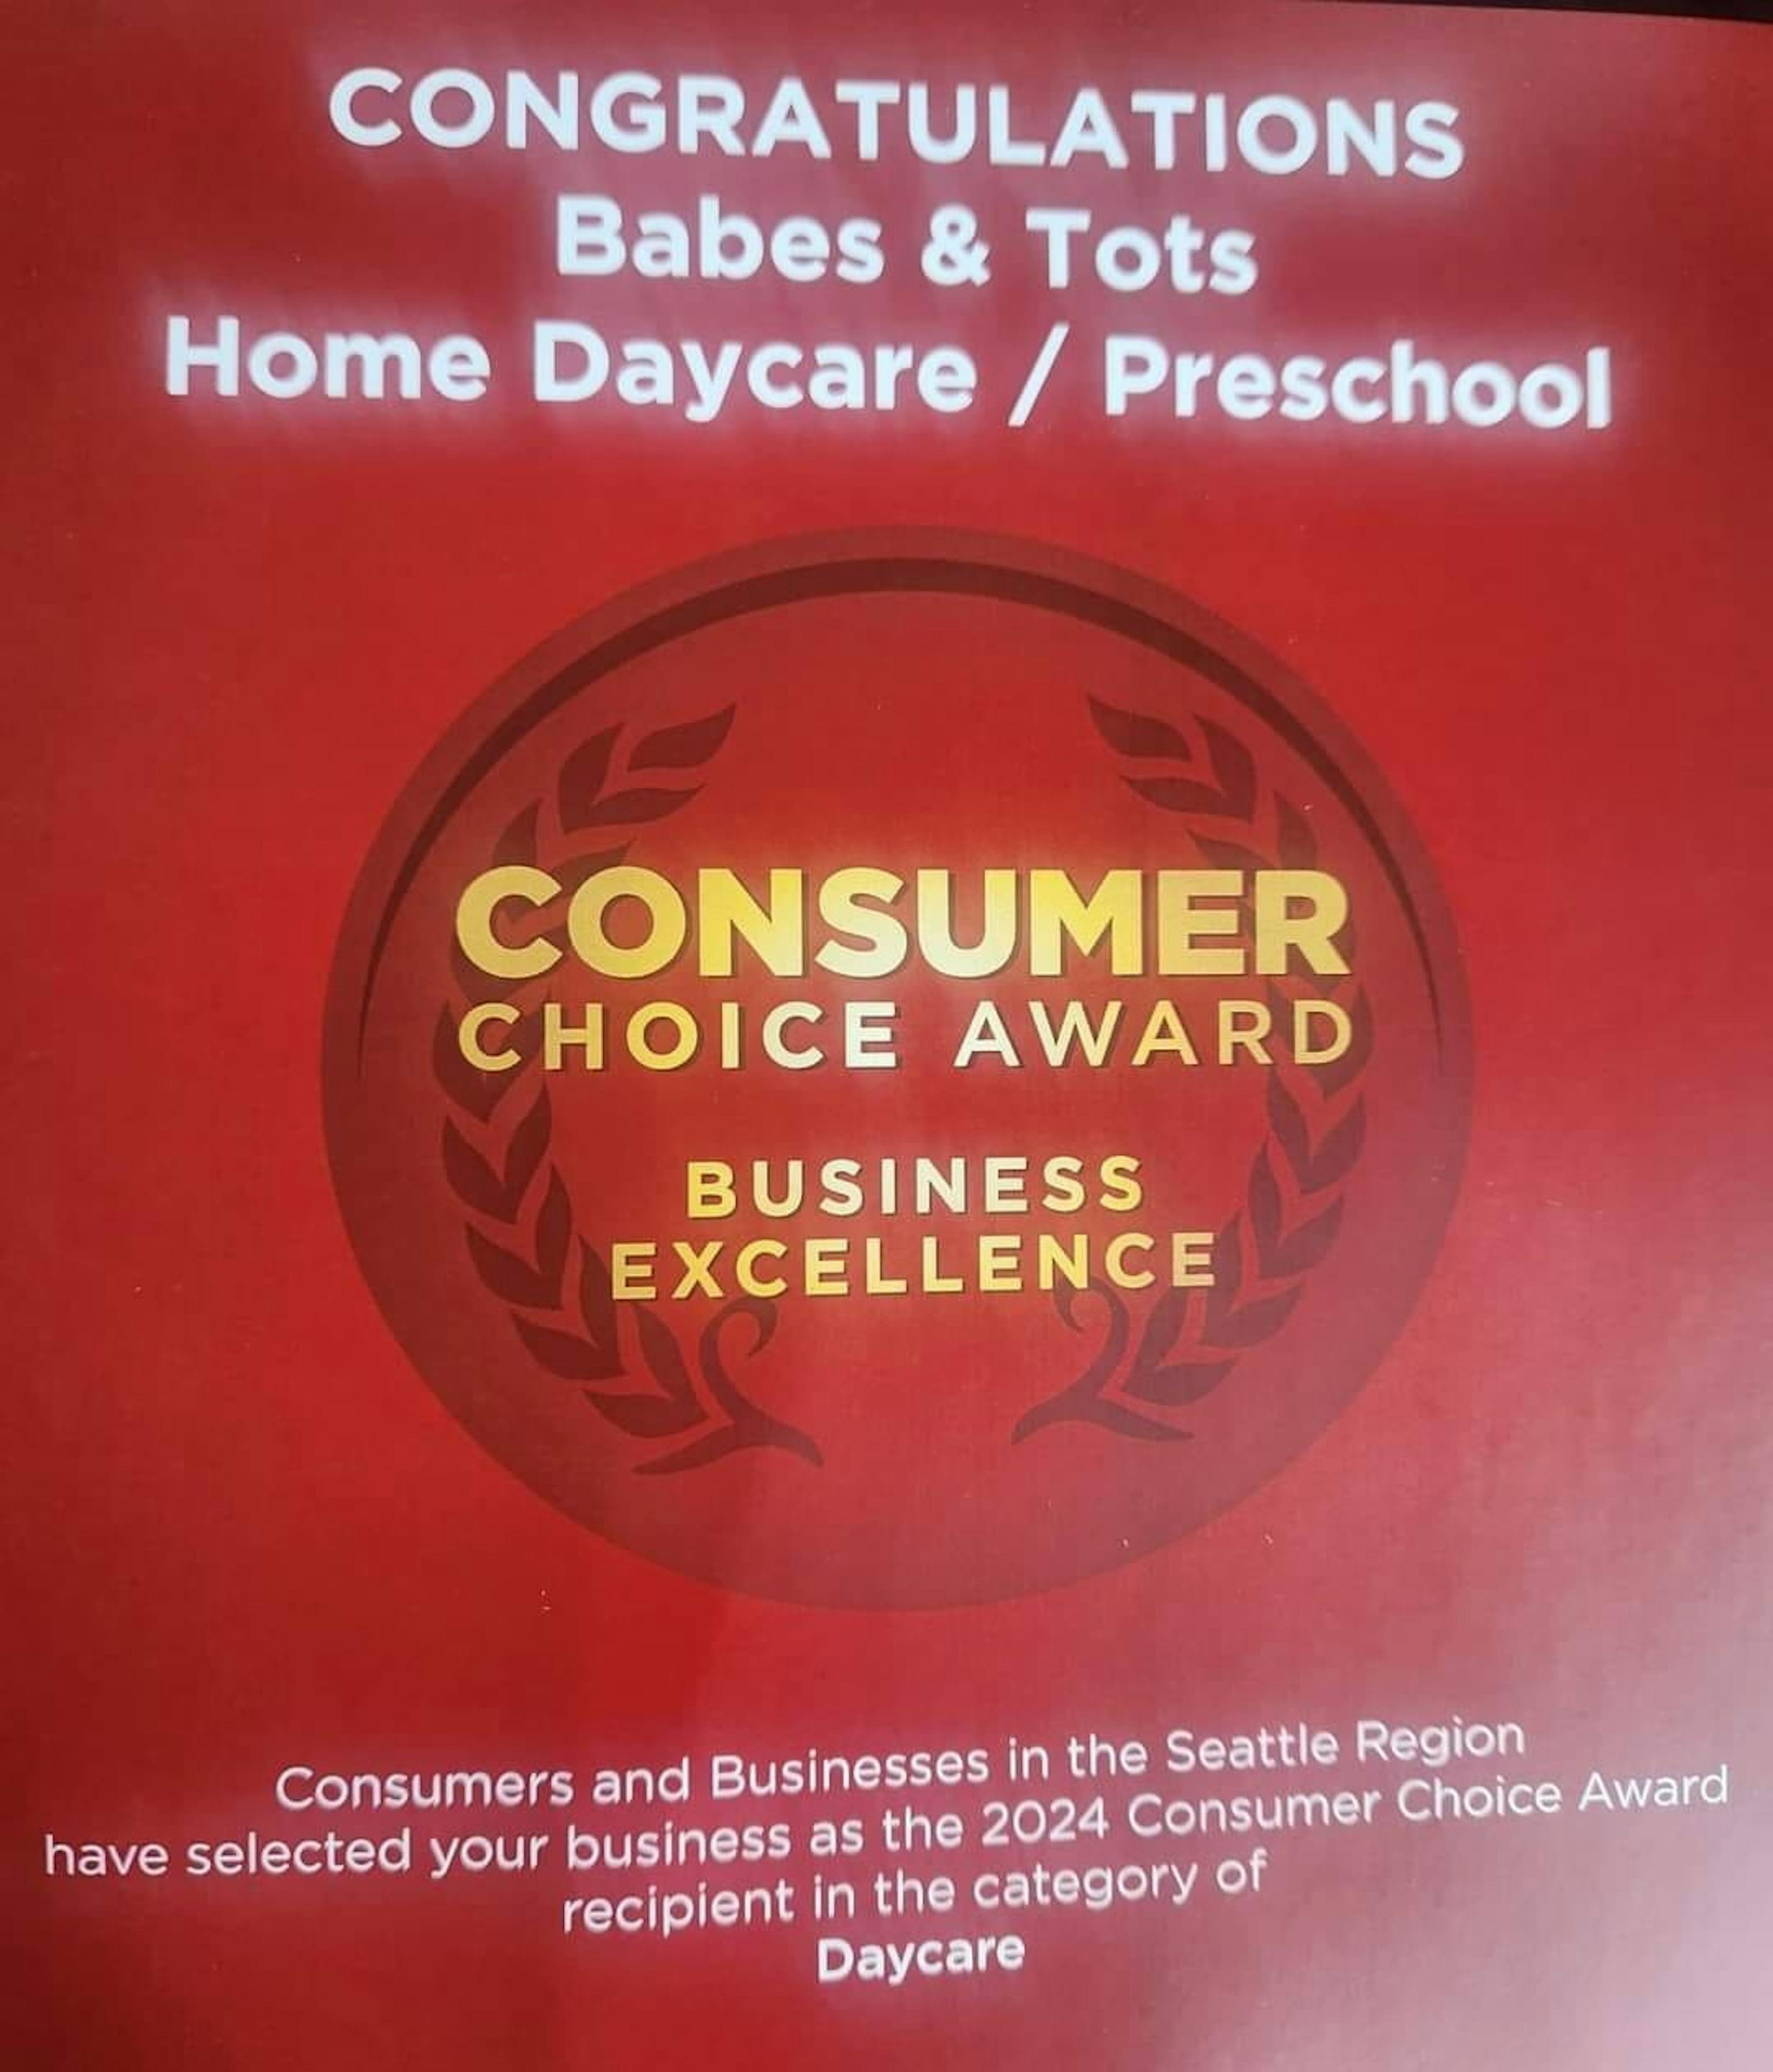 CONGRATULATIONS
Babes & Tots
Home Daycare / Preschool
CONSUMER
CHOICE AWARD
BUSINESS
EXCELLENCE
Consumers and Businesses in the Seattle Region
have selected your business as the 2024 Consumer Choice Award
recipient in the category of
Daycare